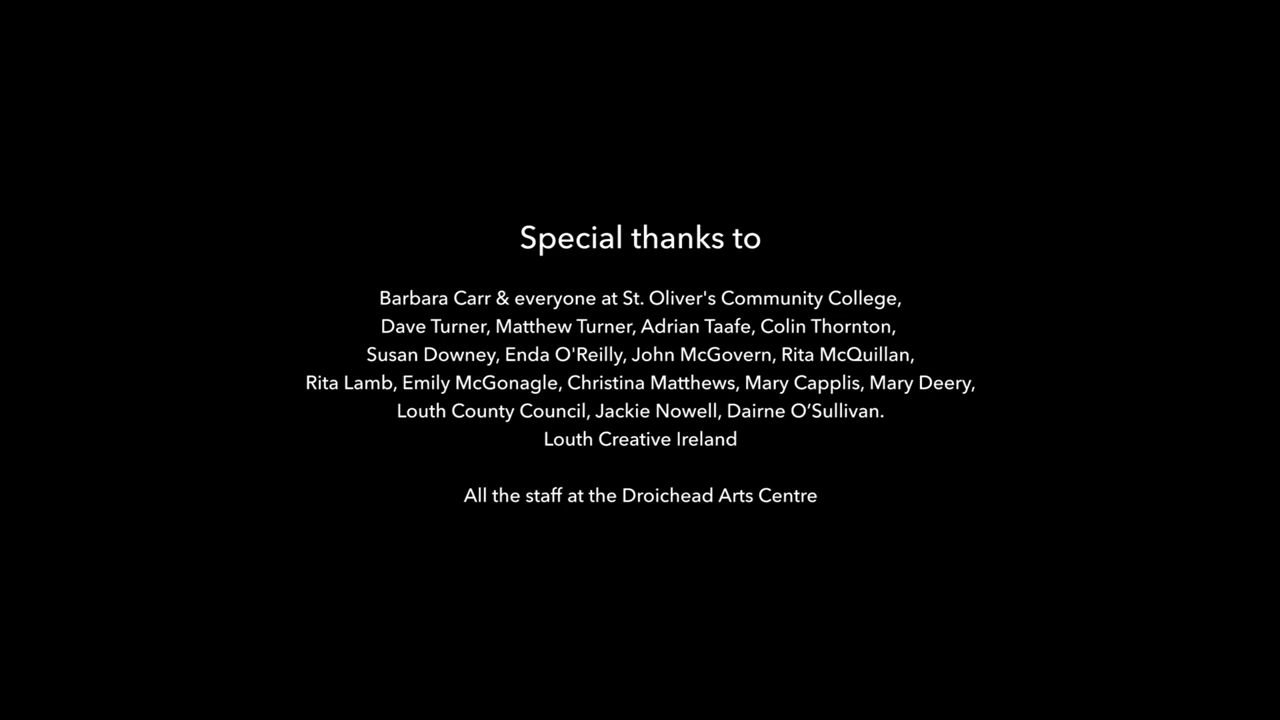 Special thanks to
Barbara Carr & everyone at St. Oliver's Community College,
Dave Turner, Matthew Turner, Adrian Taafe, Colin Thornton,
Susan Downey, Enda O'Reilly, John McGovern, Rita McQuillan,
Rita Lamb, Emily McGonagle, Christina Matthews, Mary Capplis, Mary Deery,
Louth County Council, Jackie Nowell, Dairne O’Sullivan.
Louth Creative Ireland
All the staff at the Droichead Arts Centre